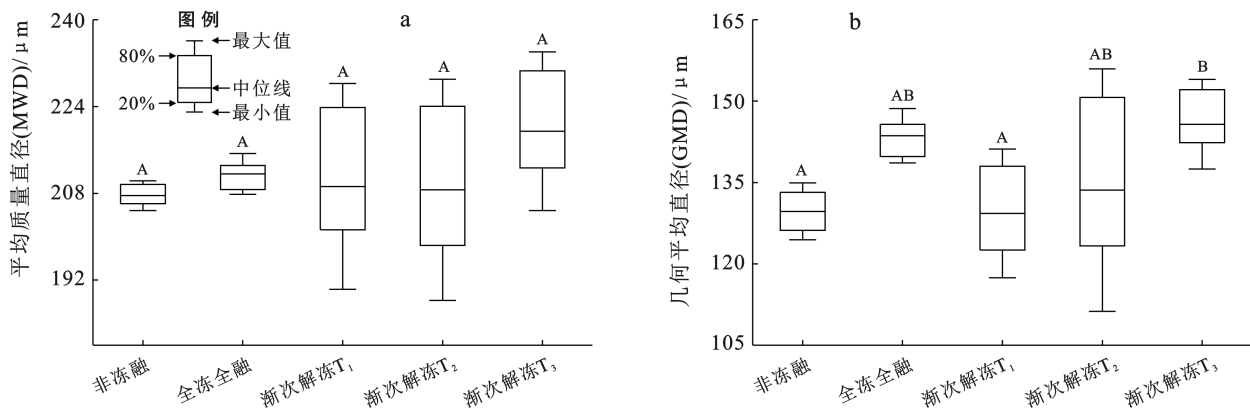 图例
最大值
80%
中位线
20%
最小值
a
平均质量直径(MWD)/μm
240
224
208
192
A
A
A
A
A
非冻融
全冻全融
渐次解冻T₁
渐次解冻T₂
渐次解冻T₃
b
几何平均直径(GMD)/μm
165
150
135
120
105
A
AB
A
AB
B
非冻融
全冻全融
渐次解冻T₁
渐次解冻T₂
渐次解冻T₃